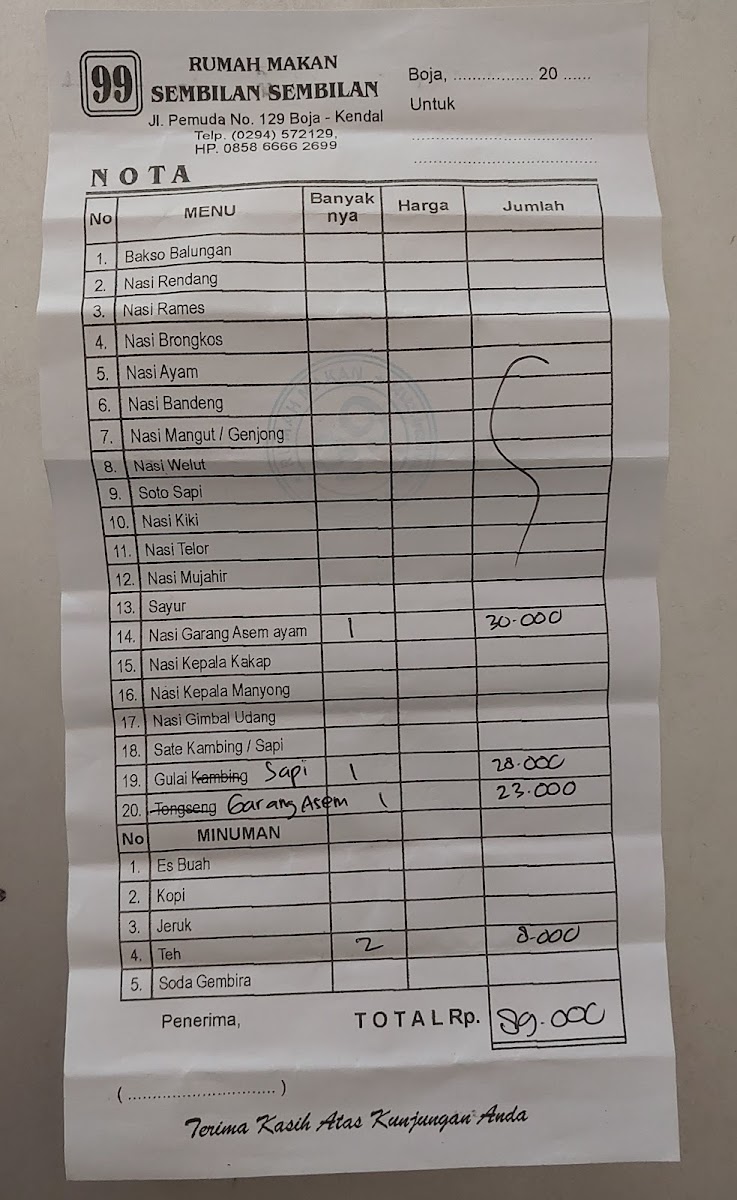 99
RUMAH MAKAN
SEMBILAN SEMBILAN
Jl. Pemuda No. 129 Boja - Kendal
Telp. (0294) 572129,
HP. 0858 6666 2699
Boja, ................. 20 ......
Untuk
NOTA
No MENU Banyak nya Harga Jumlah
1. Bakso Balungan
2. Nasi Rendang
3. Nasi Rames
4. Nasi Brongkos
5. Nasi Ayam
6. Nasi Bandeng
7. Nasi Mangut / Genjong
8. Nasi Welut
9. Soto Sapi
10. Nasi Kiki
11. Nasi Telor
12. Nasi Mujahir
13. Sayur
14. Nasi Garang Asem ayam 1 30.000
15. Nasi Kepala Kakap
16. Nasi Kepala Manyong
17. Nasi Gimbal Udang
18. Sate Kambing / Sapi
19. Gulai Kambing Sapi 1 28.000
20. Tongseng Garang Asem 1 23.000
No MINUMAN
1. Es Buah
2. Kopi
3. Jeruk
4. Teh 2 8.000
5. Soda Gembira
Penerima, TOTAL Rp. 89.000
(..............................)
Terima Kasih Atas Kunjungan Anda